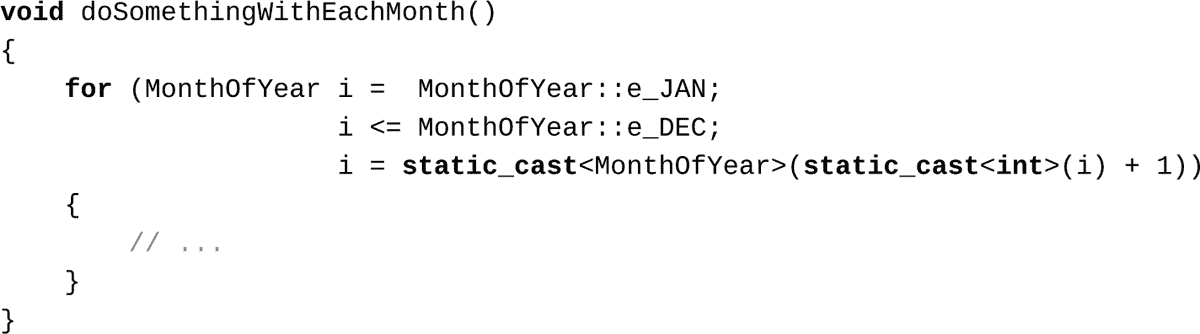 void doSomethingWithEachMonth()
{
    for (MonthOfYear i =  MonthOfYear::e_JAN;
                     i <= MonthOfYear::e_DEC;
                     i = static_cast<MonthOfYear>(static_cast<int>(i) + 1))
    {
        // ...
    }
}